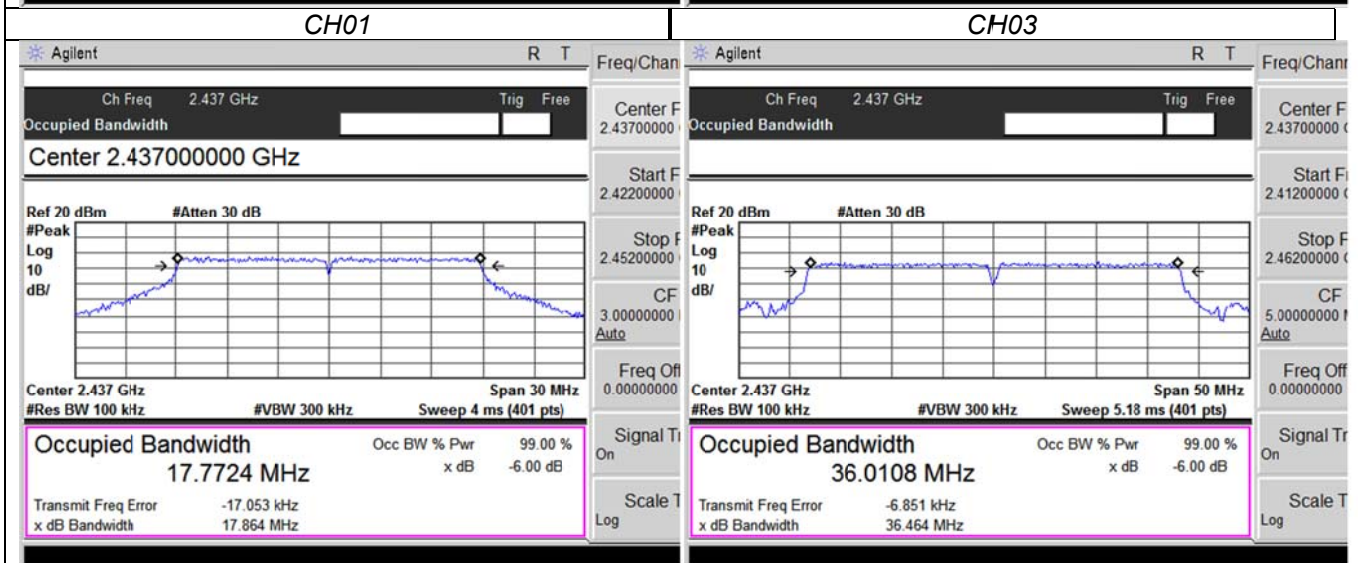 CH01
CH03
Agilent
R T
Freq/Chan
Ch Freq 2.437 GHz Trig Free
Occupied Bandwidth
Center 2.437000000 GHz
Center F
2.43700000
Start F
2.42200000
Ref 20 dBm #Atten 30 dB
#Peak
Log
10
dB/
Stop F
2.45200000
CF
3.00000000
Auto
Freq Off
0.00000000
Center 2.437 GHz Span 30 MHz
#Res BW 100 kHz #VBW 300 kHz Sweep 4 ms (401 pts)
Occupied Bandwidth
17.7724 MHz
Occ BW % Pwr 99.00 %
x dB -6.00 dB
Transmit Freq Error -17.053 kHz
x dB Bandwidth 17.864 MHz
Signal Tr
On
Scale T
Log
Agilent
R T
Freq/Chan
Ch Freq 2.437 GHz Trig Free
Occupied Bandwidth
Center F
2.43700000
Start F
2.41200000
Ref 20 dBm #Atten 30 dB
#Peak
Log
10
dB/
Stop F
2.46200000
CF
5.00000000
Auto
Freq Off
0.00000000
Center 2.437 GHz Span 50 MHz
#Res BW 100 kHz #VBW 300 kHz Sweep 5.18 ms (401 pts)
Occupied Bandwidth
36.0108 MHz
Occ BW % Pwr 99.00 %
x dB -6.00 dB
Transmit Freq Error -6.851 kHz
x dB Bandwidth 36.464 MHz
Signal Tr
On
Scale T
Log